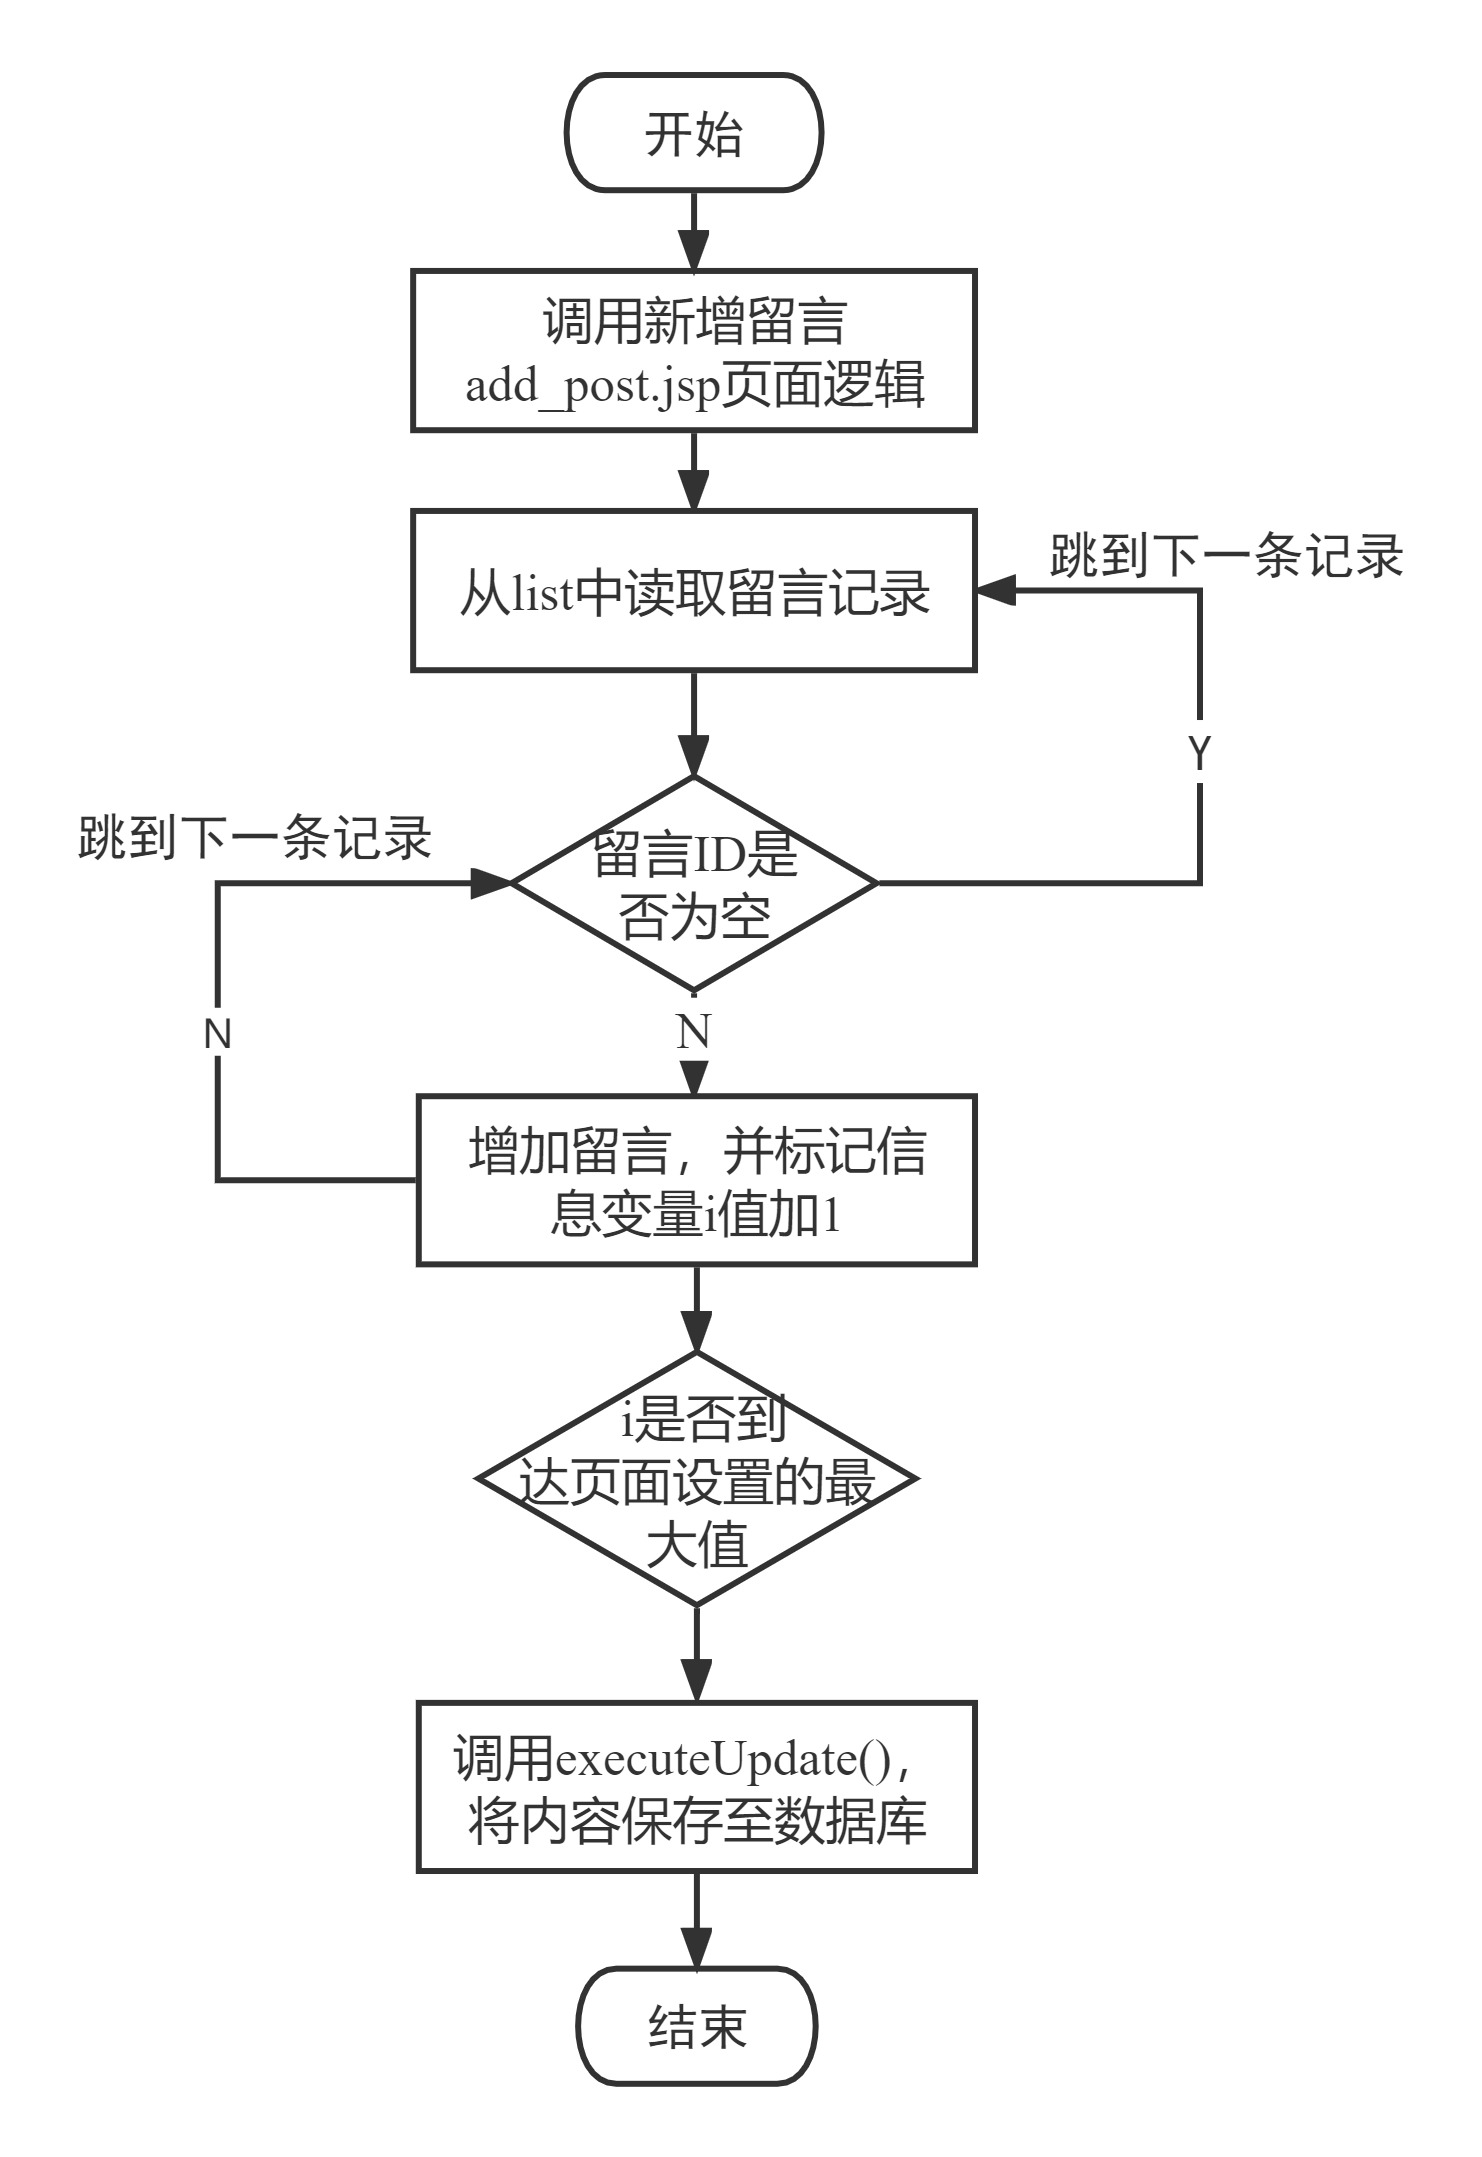 开始
调用新增留言
add_post.jsp页面逻辑
跳到下一条记录
从list中读取留言记录
Y
跳到下一条记录
留言ID是
否为空
N
N
增加留言，并标记信
息变量i值加1
i是否到
达页面设置的最
大值
调用executeUpdate()，
将内容保存至数据库
结束